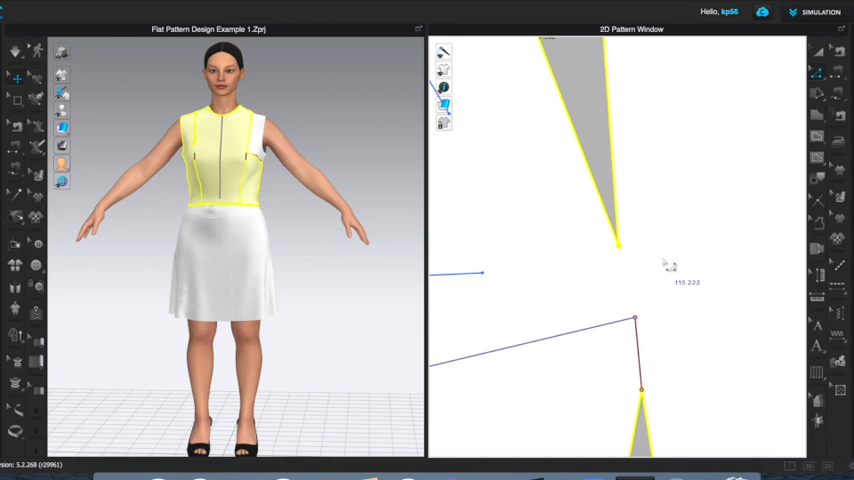 Hello, kp56
SIMULATION
Flat Pattern Design Example 1.Zprj
2D Pattern Window
115.222
rsion: 5.2.268 (r29961)